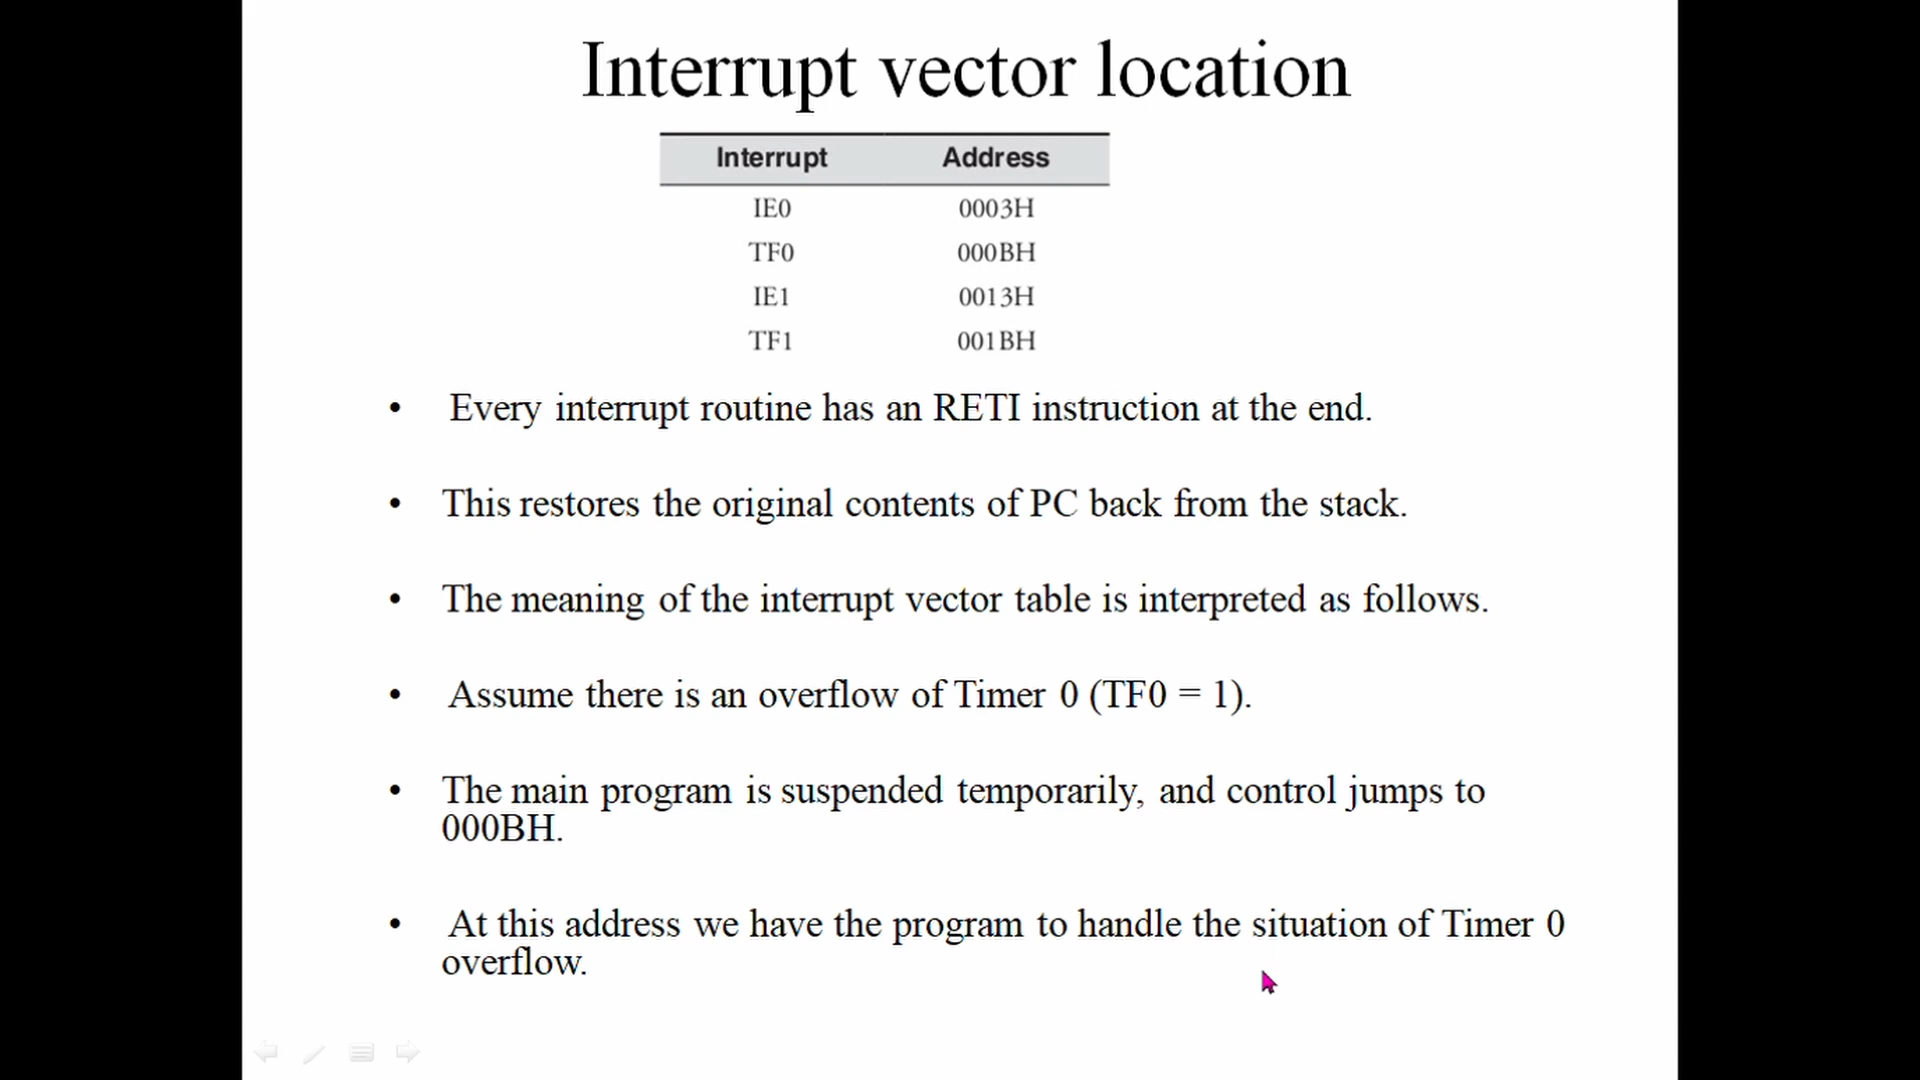 Interrupt vector location
Interrupt Address
IE0 0003H
TF0 000BH
IE1 0013H
TF1 001BH
• Every interrupt routine has an RETI instruction at the end.
• This restores the original contents of PC back from the stack.
• The meaning of the interrupt vector table is interpreted as follows.
• Assume there is an overflow of Timer 0 (TF0 = 1).
• The main program is suspended temporarily, and control jumps to
000BH.
• At this address we have the program to handle the situation of Timer 0
overflow.